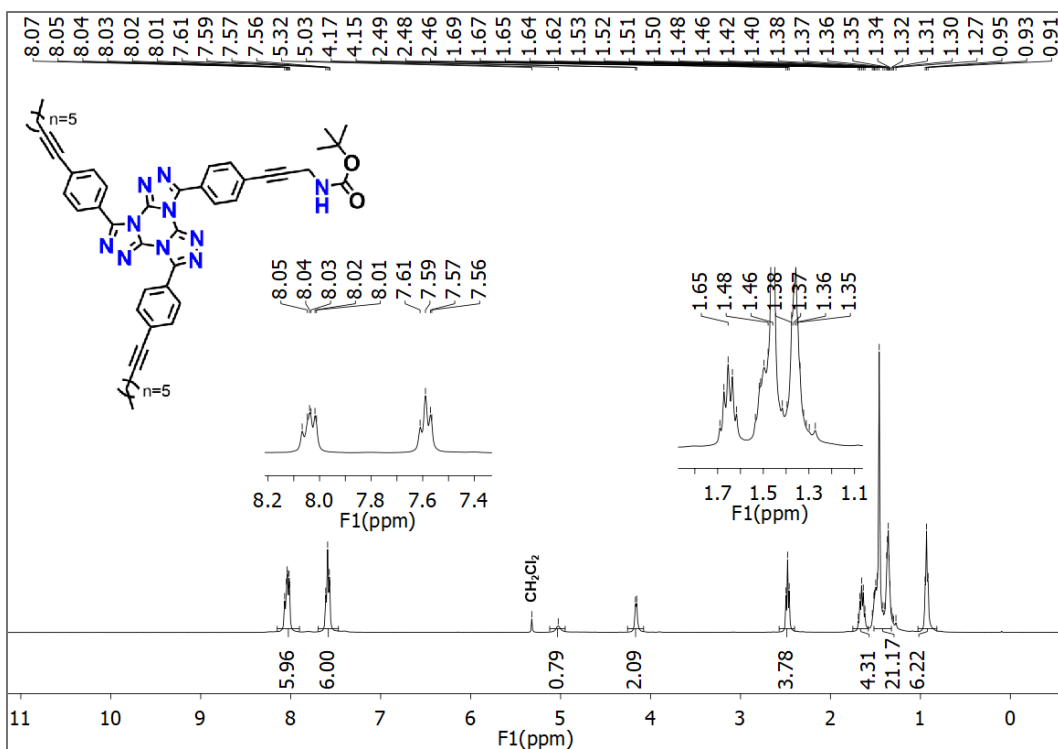 8.07 8.05 8.04 8.03 8.02 8.01 7.61 7.59 7.57 7.56 5.32 5.03 4.17 4.15 2.49 2.48 2.46 1.69 1.67 1.65 1.64 1.62 1.52 1.51 1.50 1.48 1.46 1.42 1.38 1.37 1.36 1.35 1.34 1.32 1.31 1.30 1.27 0.95 0.93 0.91
n=5
O
N N
N
H
O
N
N
N
N N
N
N
N
n=5
8.05 8.04 8.03 8.02 8.01 7.61 7.59 7.57 7.56
8.2 8.0 7.8 7.6 7.4
F1(ppm)
1.65 1.48 1.46 1.38 1.37 1.36 1.35
1.7 1.5 1.3 1.1
F1(ppm)
CH2Cl2
5.96 6.00 0.79 2.09 3.78 4.31 21.17 6.22
11 10 9 8 7 6 5 4 3 2 1 0
F1(ppm)